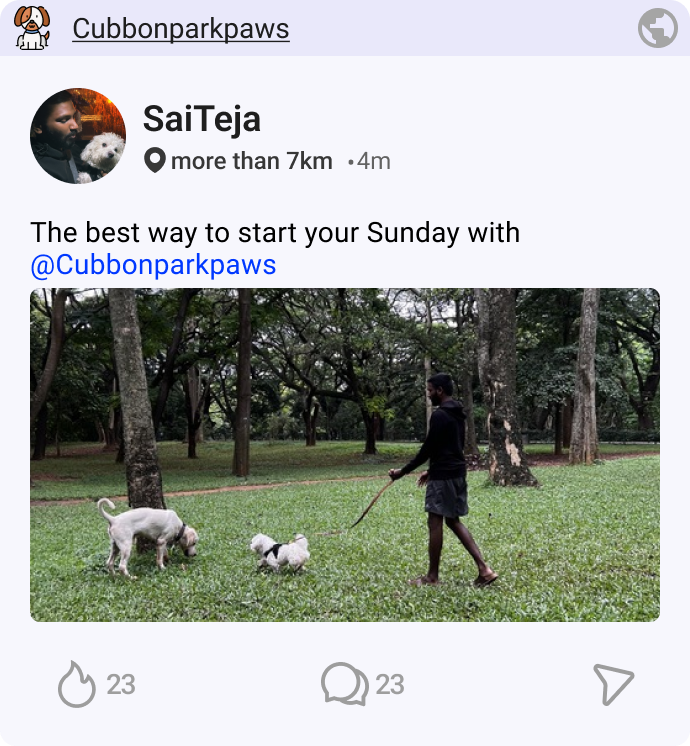 Cubbonparkpaws
SaiTeja
more than 7km •4m
The best way to start your Sunday with
@Cubbonparkpaws
23
23